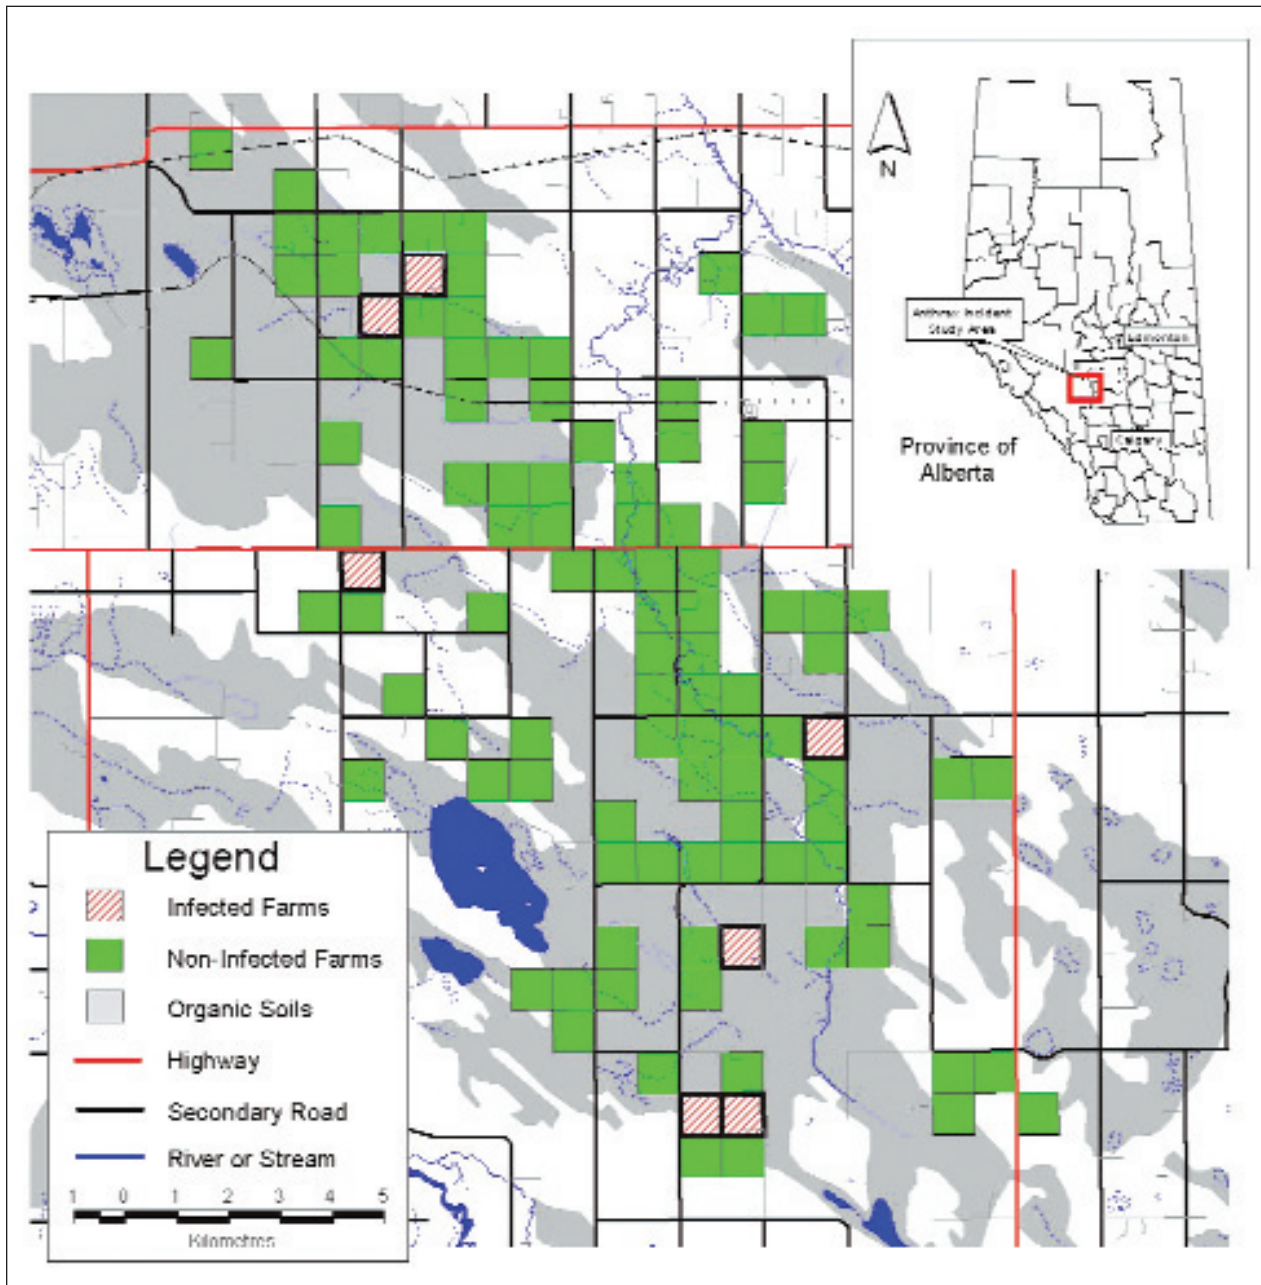 N
Anthrax Incident
Study Area
Edmonton
Calgary
Province of
Alberta
Legend
Infected Farms
Non-Infected Farms
Organic Soils
Highway
Secondary Road
River or Stream
1 0 1 2 3 4 5
Kilometres